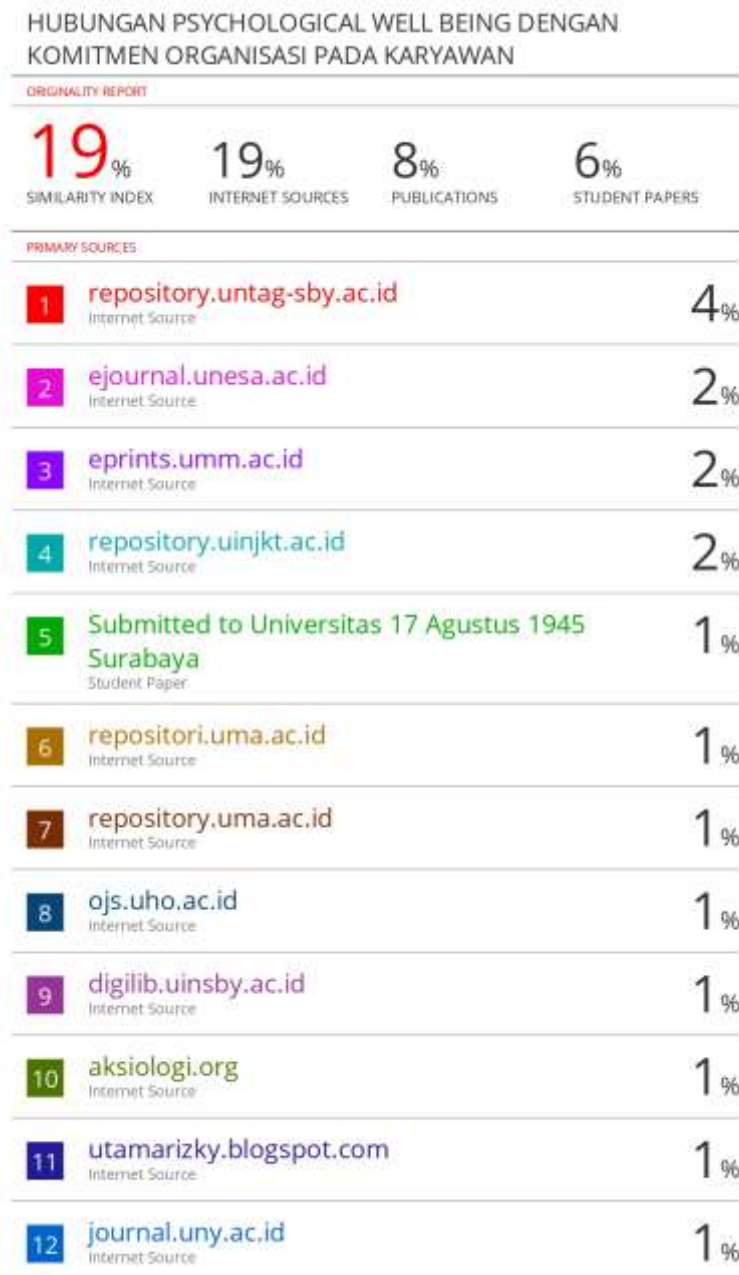 HUBUNGAN PSYCHOLOGICAL WELL BEING DENGAN
KOMITMEN ORGANISASI PADA KARYAWAN
ORIGINALITY REPORT
19% 19% 8% 6%
SIMILARITY INDEX INTERNET SOURCES PUBLICATIONS STUDENT PAPERS
PRIMARY SOURCES
1 repository.untag-sby.ac.id 4%
Internet Source
2 ejournal.unesa.ac.id 2%
Internet Source
3 eprints.umm.ac.id 2%
Internet Source
4 repository.uinjkt.ac.id 2%
Internet Source
5 Submitted to Universitas 17 Agustus 1945 1%
Surabaya
Student Paper
6 repositori.uma.ac.id 1%
Internet Source
7 repository.uma.ac.id 1%
Internet Source
8 ojs.uho.ac.id 1%
Internet Source
9 digilib.uinsby.ac.id 1%
Internet Source
10 aksiologi.org 1%
Internet Source
11 utamarizky.blogspot.com 1%
Internet Source
12 journal.uny.ac.id 1%
Internet Source